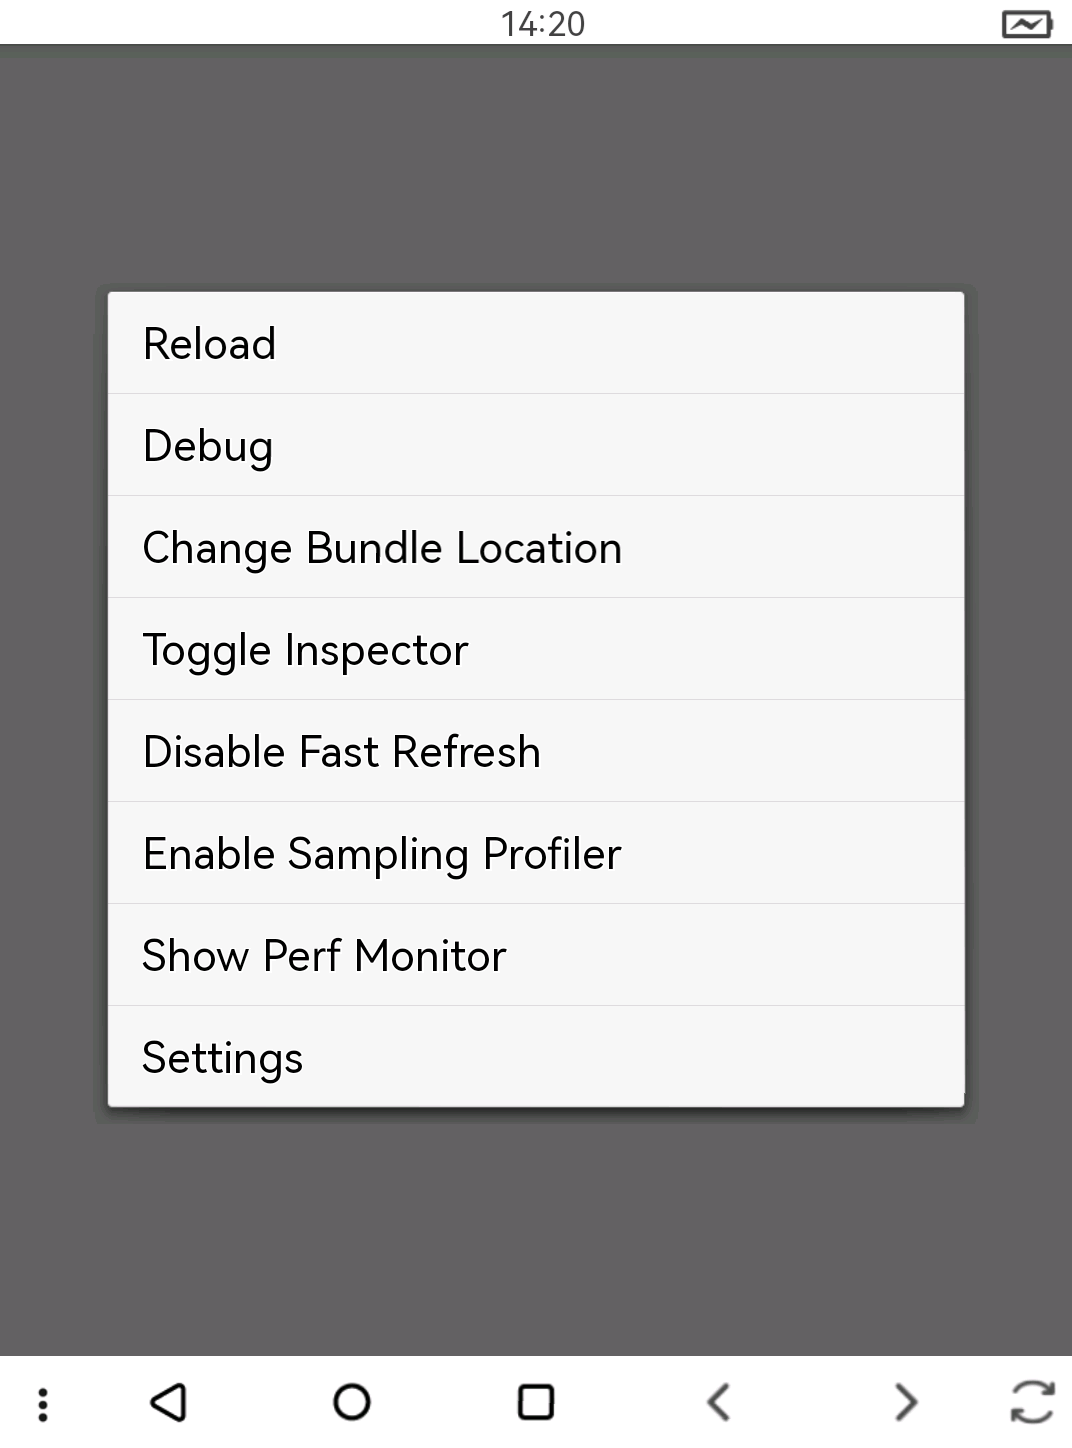 14:20
Reload
Debug
Change Bundle Location
Toggle Inspector
Disable Fast Refresh
Enable Sampling Profiler
Show Perf Monitor
Settings